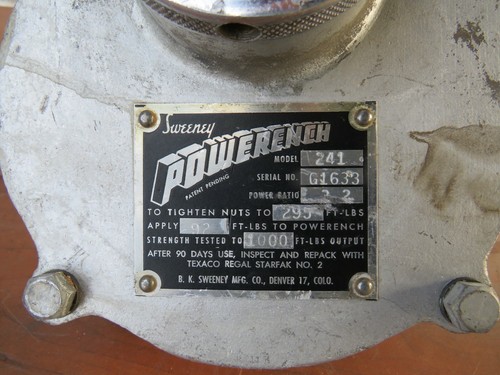 Sweeney
POWERENCH
PATENT PENDING
MODEL 241
SERIAL NO. G1633
POWER RATIO 3.2
TO TIGHTEN NUTS TO 295 FT-LBS
APPLY 92 FT-LBS TO POWERENCH
STRENGTH TESTED TO 1000 FT-LBS OUTPUT
AFTER 90 DAYS USE, INSPECT AND REPACK WITH
TEXACO REGAL STARFAK NO. 2
B. K. SWEENEY MFG. CO., DENVER 17, COLO.